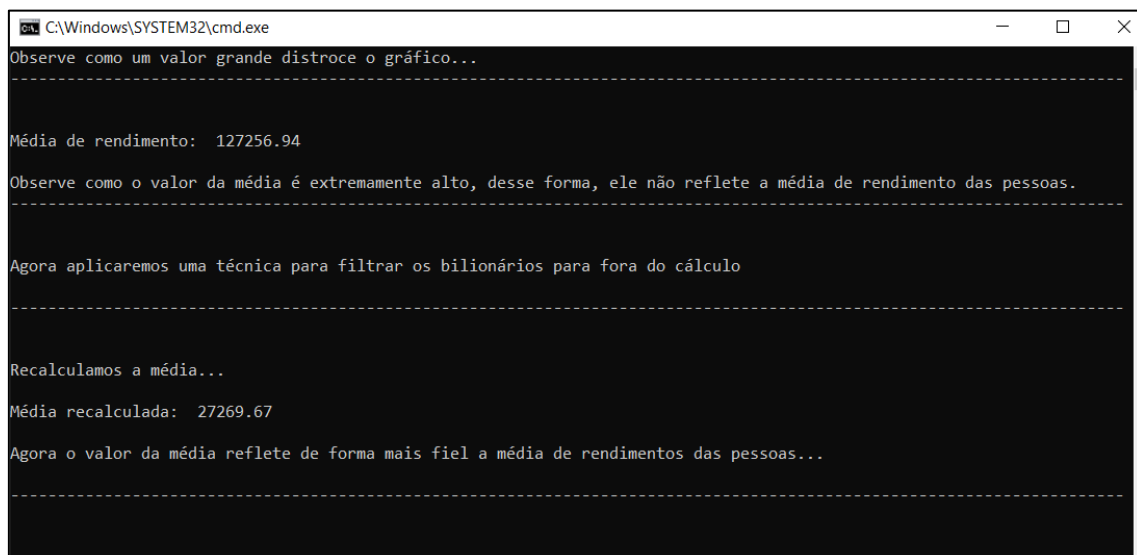 C:\Windows\SYSTEM32\cmd.exe
Observe como um valor grande distroce o gráfico...
------------------------------------------------------------------------------------------------------------------------
Média de rendimento:  127256.94
Observe como o valor da média é extremamente alto, desse forma, ele não reflete a média de rendimento das pessoas.
------------------------------------------------------------------------------------------------------------------------
Agora aplicaremos uma técnica para filtrar os bilionários para fora do cálculo
------------------------------------------------------------------------------------------------------------------------
Recalculamos a média...
Média recalculada:  27269.67
Agora o valor da média reflete de forma mais fiel a média de rendimentos das pessoas...
------------------------------------------------------------------------------------------------------------------------